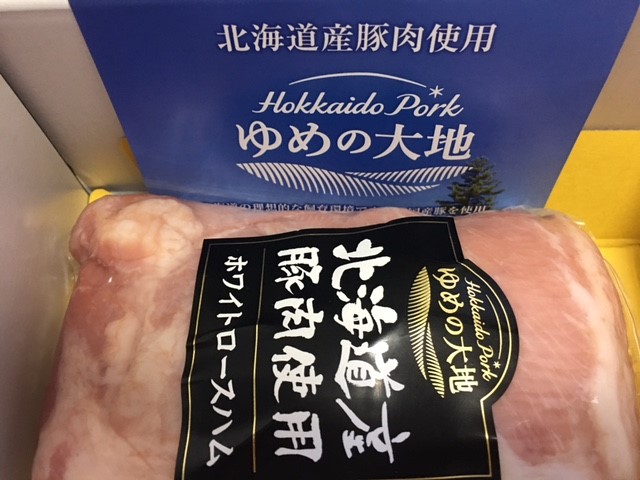 北海道産豚肉使用
Hokkaido Pork
ゆめの大地
北海道産
豚肉使用
ホワイトロースハム
Hokkaido Pork
ゆめの大地